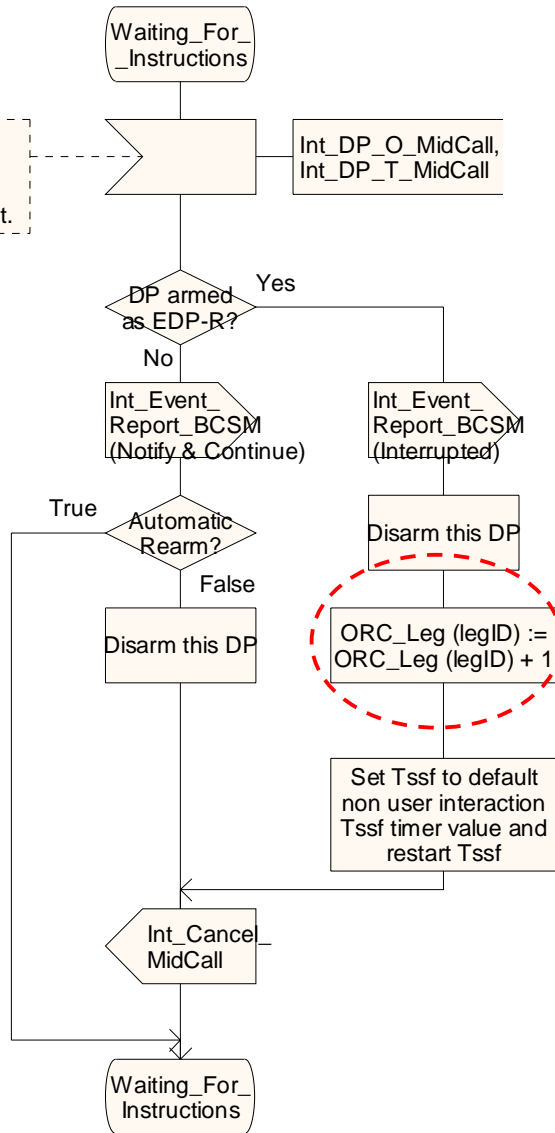 Waiting_For_
_Instructions
t.
Int_DP_O_MidCall,
Int_DP_T_MidCall
DP armed
as EDP-R?
Yes
No
Int_Event_
Report_BCSM
(Notify & Continue)
Int_Event_
Report_BCSM
(Interrupted)
True
Automatic
Rearm?
Disarm this DP
False
Disarm this DP
ORC_Leg (legID) :=
ORC_Leg (legID) + 1
Set Tssf to default
non user interaction
Tssf timer value and
restart Tssf
Int_Cancel_
MidCall
Waiting_For_
Instructions